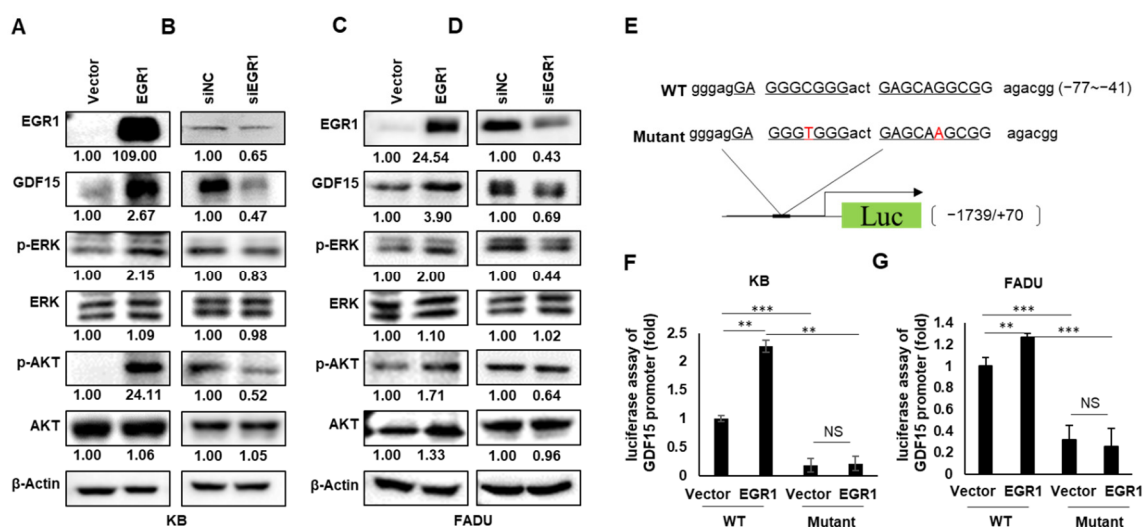 A
B
Vector
EGR1
siNC
siEGR1
EGR1
1.00 109.00 1.00 0.65
GDF15
1.00 2.67 1.00 0.47
p-ERK
1.00 2.15 1.00 0.83
ERK
1.00 1.09 1.00 0.98
p-AKT
1.00 24.11 1.00 0.52
AKT
1.00 1.06 1.00 1.05
β-Actin
KB
C
D
Vector
EGR1
siNC
siEGR1
EGR1
1.00 24.54 1.00 0.43
GDF15
1.00 3.90 1.00 0.69
p-ERK
1.00 2.00 1.00 0.44
ERK
1.00 1.10 1.00 1.02
p-AKT
1.00 1.71 1.00 0.64
AKT
1.00 1.33 1.00 0.96
β-Actin
FADU
E
WT gggagGA GGGCGGGact GAGCAGGCGG agacgg (−77~−41)
Mutant gggagGA GGGTGGGact GAGCAAGCGG agacgg
Luc [ −1739/+70 ]
F
KB
luciferase assay of
GDF15 promoter (fold)
2.5
2
1.5
1
0.5
0
***
** **
NS
Vector EGR1 Vector EGR1
WT Mutant
G
FADU
luciferase assay of
GDF15 promoter (fold)
1.4
1.2
1
0.8
0.6
0.4
0.2
0
***
** ***
NS
Vector EGR1 Vector EGR1
WT Mutant